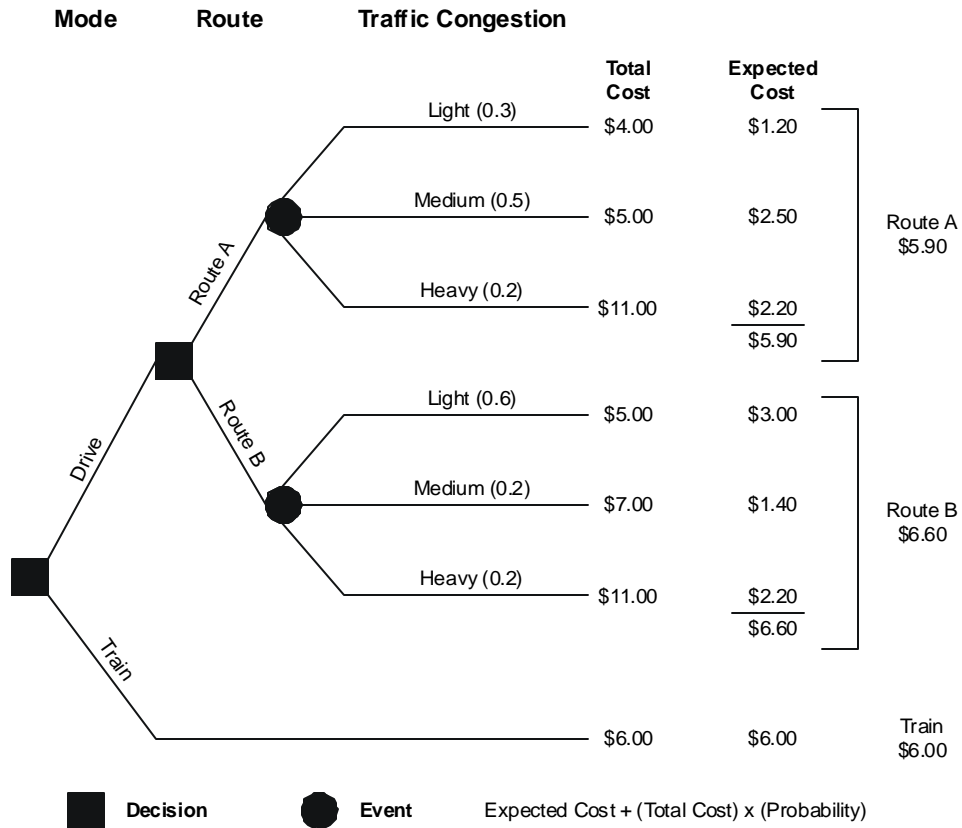 Mode Route Traffic Congestion
Total Cost Expected Cost
Light (0.3) $4.00 $1.20
Medium (0.5) $5.00 $2.50
Route A
$5.90
Route A
Heavy (0.2) $11.00 $2.20
$5.90
Light (0.6) $5.00 $3.00
Route B
Drive
Medium (0.2) $7.00 $1.40
Route B
$6.60
Heavy (0.2) $11.00 $2.20
$6.60
Train
$6.00 $6.00
Train
$6.00
Decision Event Expected Cost + (Total Cost) x (Probability)